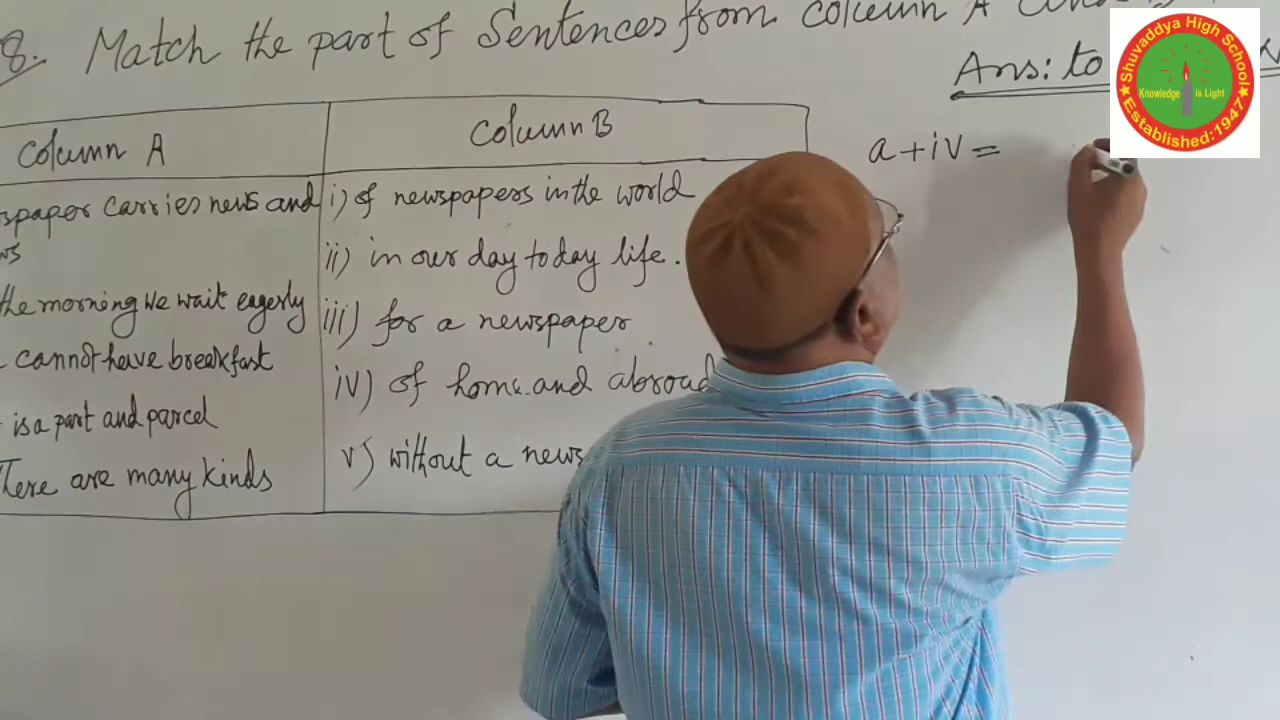 8. Match the part of Sentences from column A
Ans: to
Column A
Column B
spaper carries news and
ws
the morning we wait eagerly
cannot have breakfast
is a part and parcel
There are many kinds
i) of newspapers in the world
ii) in our day to day life.
iii) for a newspaper
iv) of home and abroad
v) without a news
a + iv =
Shuvaddya High School
Knowledge is Light
Established: 1947